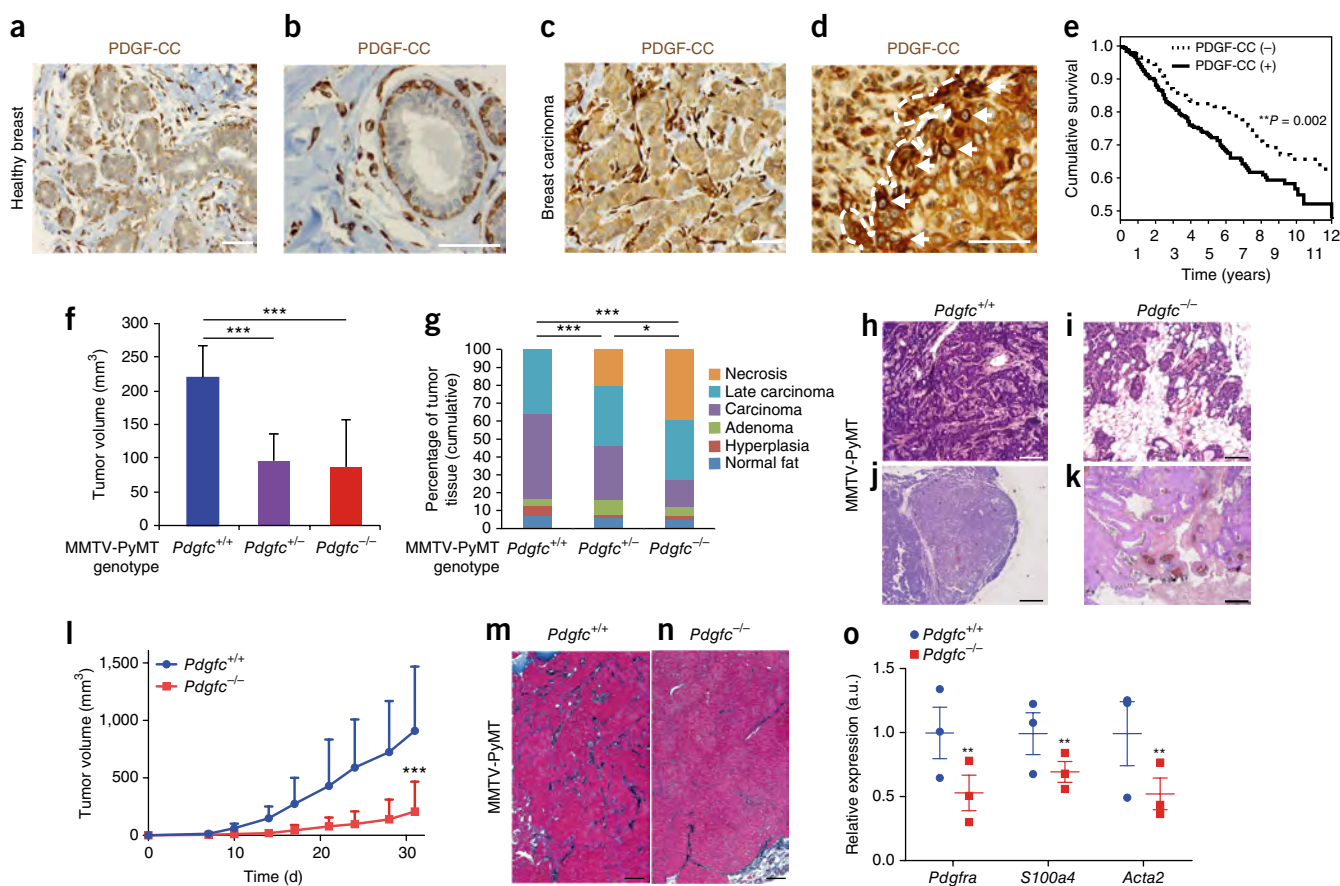 a
PDGF-CC
Healthy breast
b
PDGF-CC
c
PDGF-CC
Breast carcinoma
d
PDGF-CC
e
PDGF-CC (–)
PDGF-CC (+)
**P = 0.002
Cumulative survival
1.0
0.9
0.8
0.7
0.6
0.5
0 2 4 6 8 10 12
1 3 5 7 9 11
Time (years)
f
***
***
Tumor volume (mm3)
300
250
200
150
100
50
0
MMTV-PyMT
genotype
Pdgfc+/+ Pdgfc+/– Pdgfc–/–
g
***
*** *
Percentage of tumor
tissue (cumulative)
100
90
80
70
60
50
40
30
20
10
0
Necrosis
Late carcinoma
Carcinoma
Adenoma
Hyperplasia
Normal fat
MMTV-PyMT
genotype
Pdgfc+/+ Pdgfc+/– Pdgfc–/–
Pdgfc+/+ Pdgfc–/–
h
i
j
k
MMTV-PyMT
l
Pdgfc+/+
Pdgfc–/–
Tumor volume (mm3)
1,500
1,000
500
0
***
0 10 20 30
Time (d)
m
Pdgfc+/+
n
Pdgfc–/–
MMTV-PyMT
o
Pdgfc+/+
Pdgfc–/–
Relative expression (a.u.)
1.5
1.0
0.5
0.0
** ** **
Pdgfra S100a4 Acta2